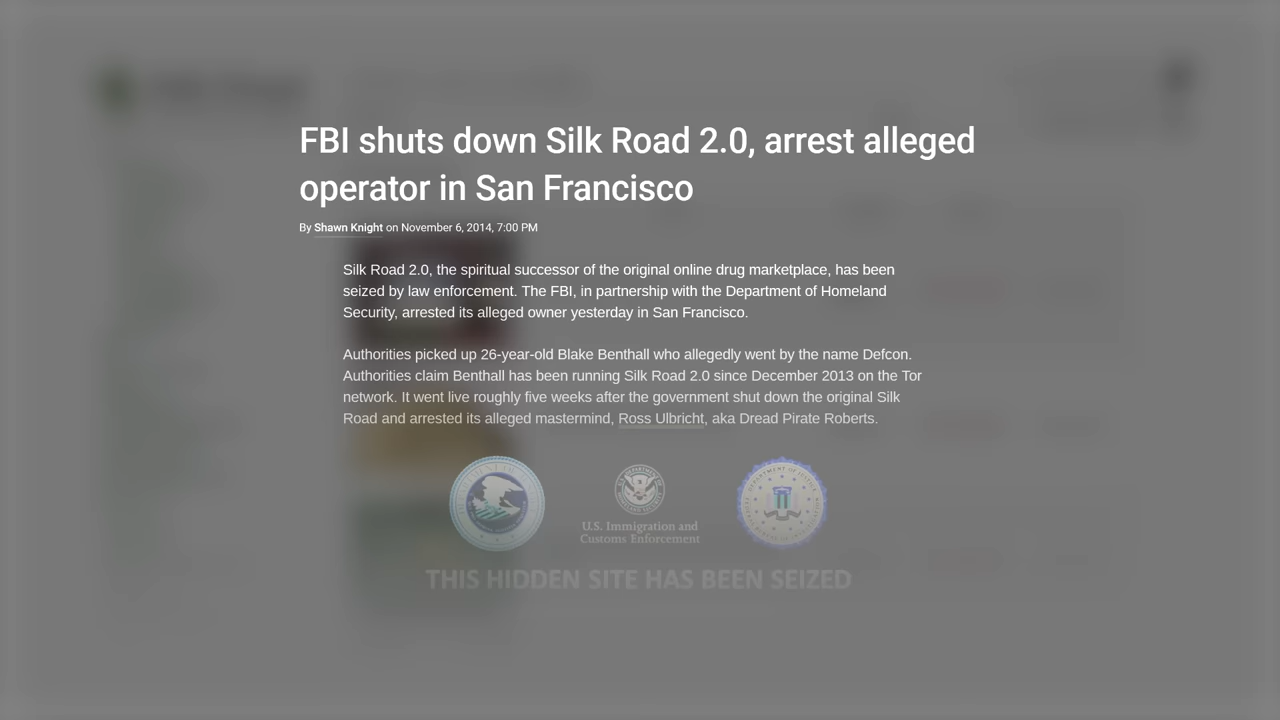 FBI shuts down Silk Road 2.0, arrest alleged
operator in San Francisco
By Shawn Knight on November 6, 2014, 7:00 PM
Silk Road 2.0, the spiritual successor of the original online drug marketplace, has been
seized by law enforcement. The FBI, in partnership with the Department of Homeland
Security, arrested its alleged owner yesterday in San Francisco.
Authorities picked up 26-year-old Blake Benthall who allegedly went by the name Defcon.
Authorities claim Benthall has been running Silk Road 2.0 since December 2013 on the Tor
network. It went live roughly five weeks after the government shut down the original Silk
Road and arrested its alleged mastermind, Ross Ulbricht, aka Dread Pirate Roberts.
U.S. Immigration and
Customs Enforcement
THIS HIDDEN SITE HAS BEEN SEIZED